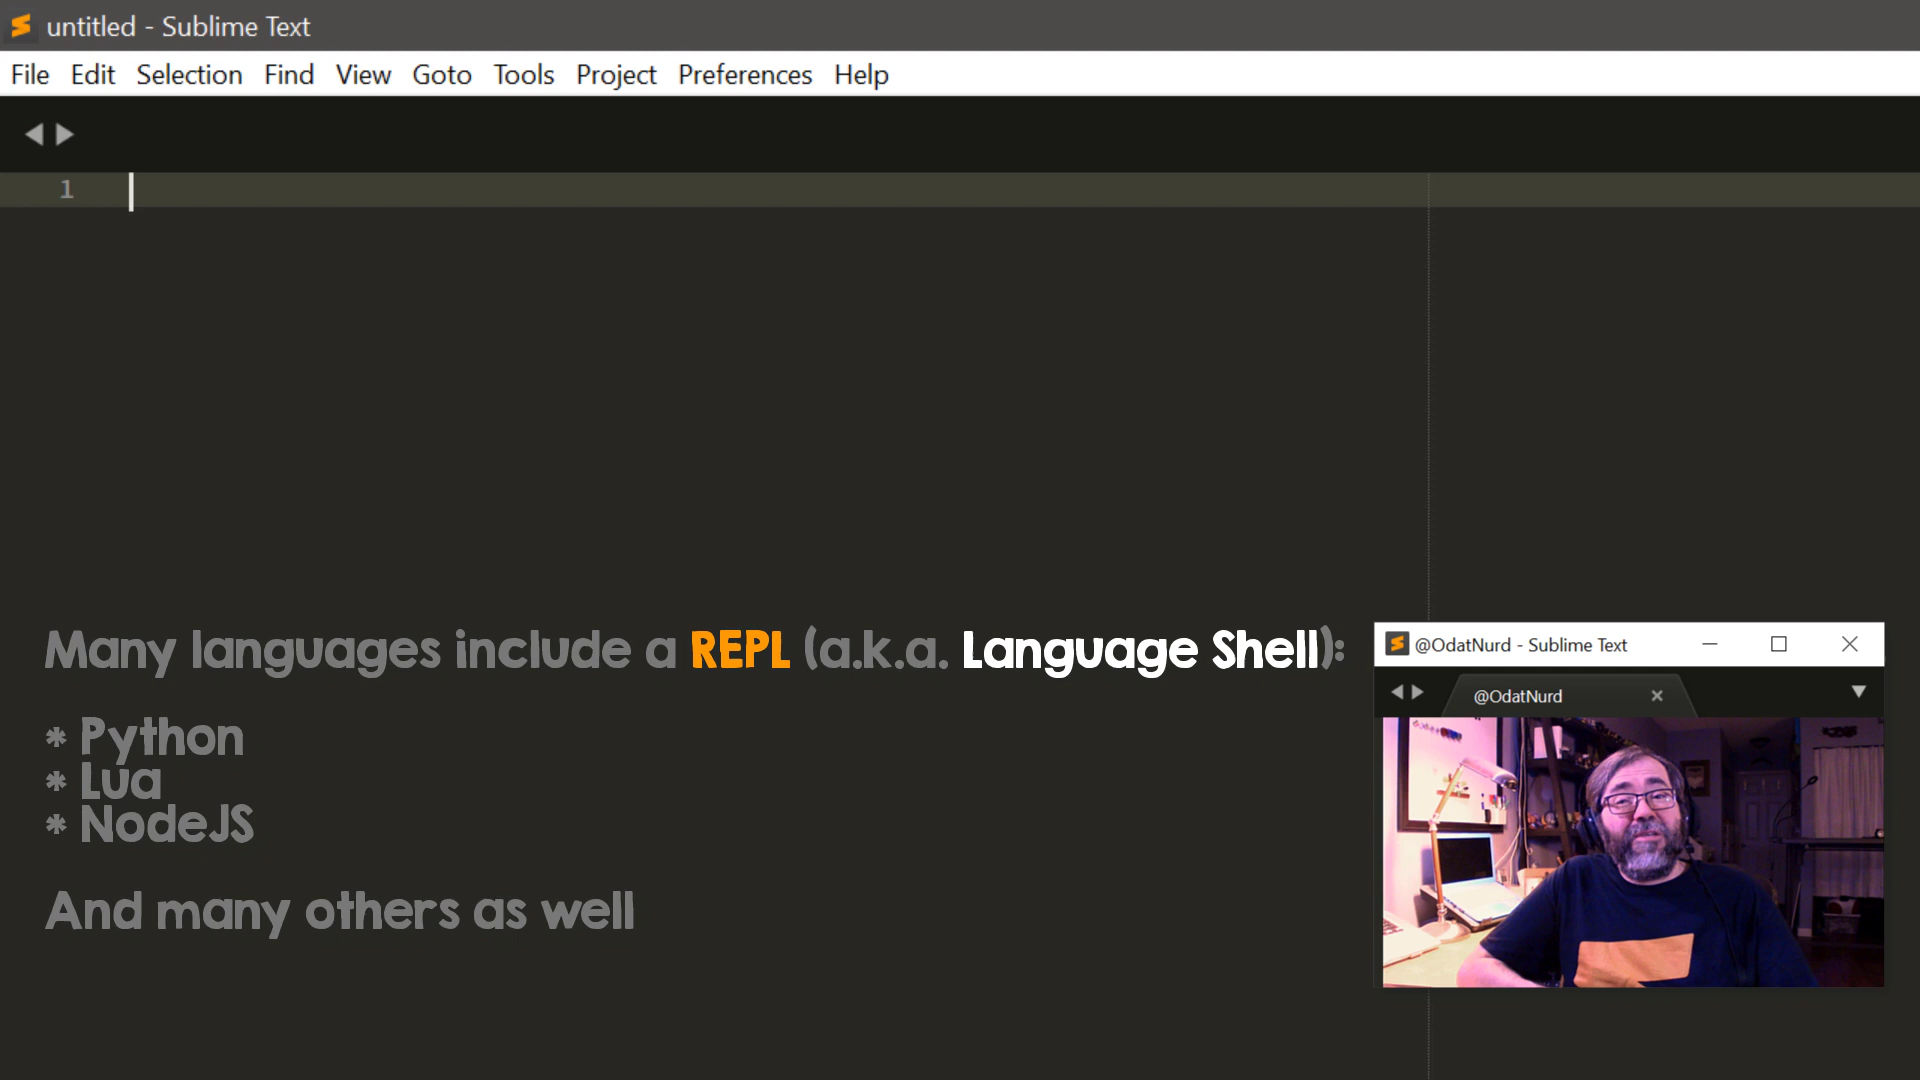 untitled - Sublime Text
File Edit Selection Find View Goto Tools Project Preferences Help
1
Many languages include a REPL (a.k.a. Language Shell):
* Python
* Lua
* NodeJS
And many others as well
@OdatNurd - Sublime Text
@OdatNurd